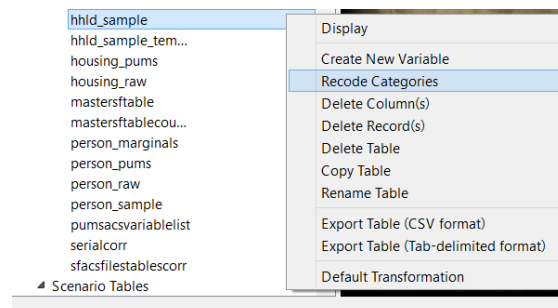 hhld_sample
hhld_sample_tem...
housing_pums
housing_raw
mastersftable
mastersftablecou...
person_marginals
person_pums
person_raw
person_sample
pumsacsvariablelist
serialcorr
sfacsfilestablescorr
Scenario Tables
Display
Create New Variable
Recode Categories
Delete Column(s)
Delete Record(s)
Delete Table
Copy Table
Rename Table
Export Table (CSV format)
Export Table (Tab-delimited format)
Default Transformation